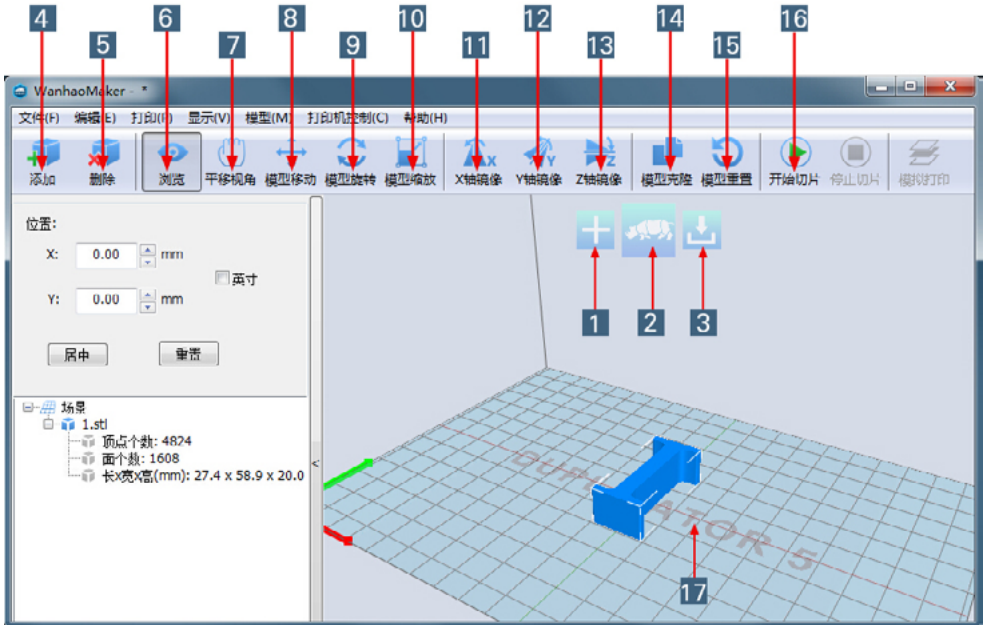 4 5 6 7 8 9 10 11 12 13 14 15 16
WanhaoMaker - *
文件(F) 编辑(E) 打印(P) 显示(V) 模型(M) 打印机控制(C) 帮助(H)
添加 删除 浏览 平移视角 模型移动 模型旋转 模型缩放 X轴镜像 Y轴镜像 Z轴镜像 模型克隆 模型重置 开始切片 停止切片 模拟打印
位置:
X: 0.00 mm
英寸
Y: 0.00 mm
居中 重置
1 2 3
场景
1.stl
顶点个数: 4824
面个数: 1608
长x宽x高(mm): 27.4 x 58.9 x 20.0
<
17